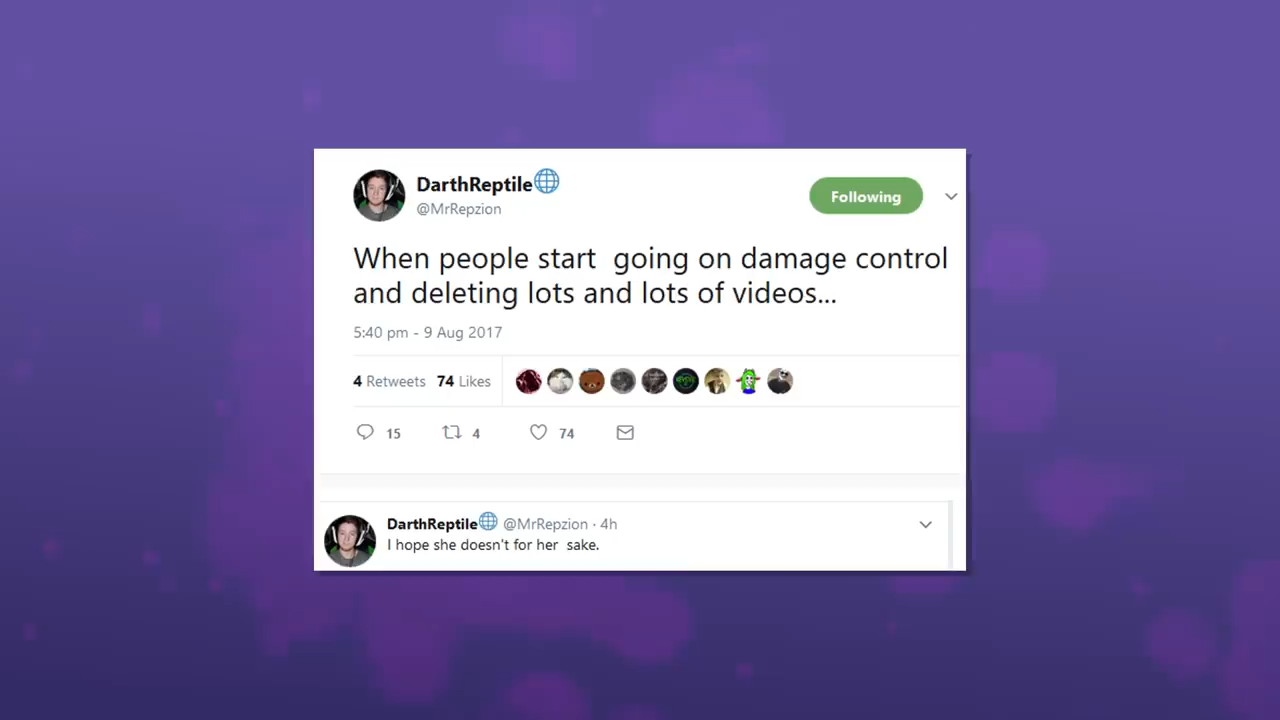 DarthReptile🌐
@MrRepzion
Following
When people start  going on damage control
and deleting lots and lots of videos...
5:40 pm - 9 Aug 2017
4 Retweets 74 Likes
15 4 74
DarthReptile🌐 @MrRepzion · 4h
I hope she doesn't for her  sake.